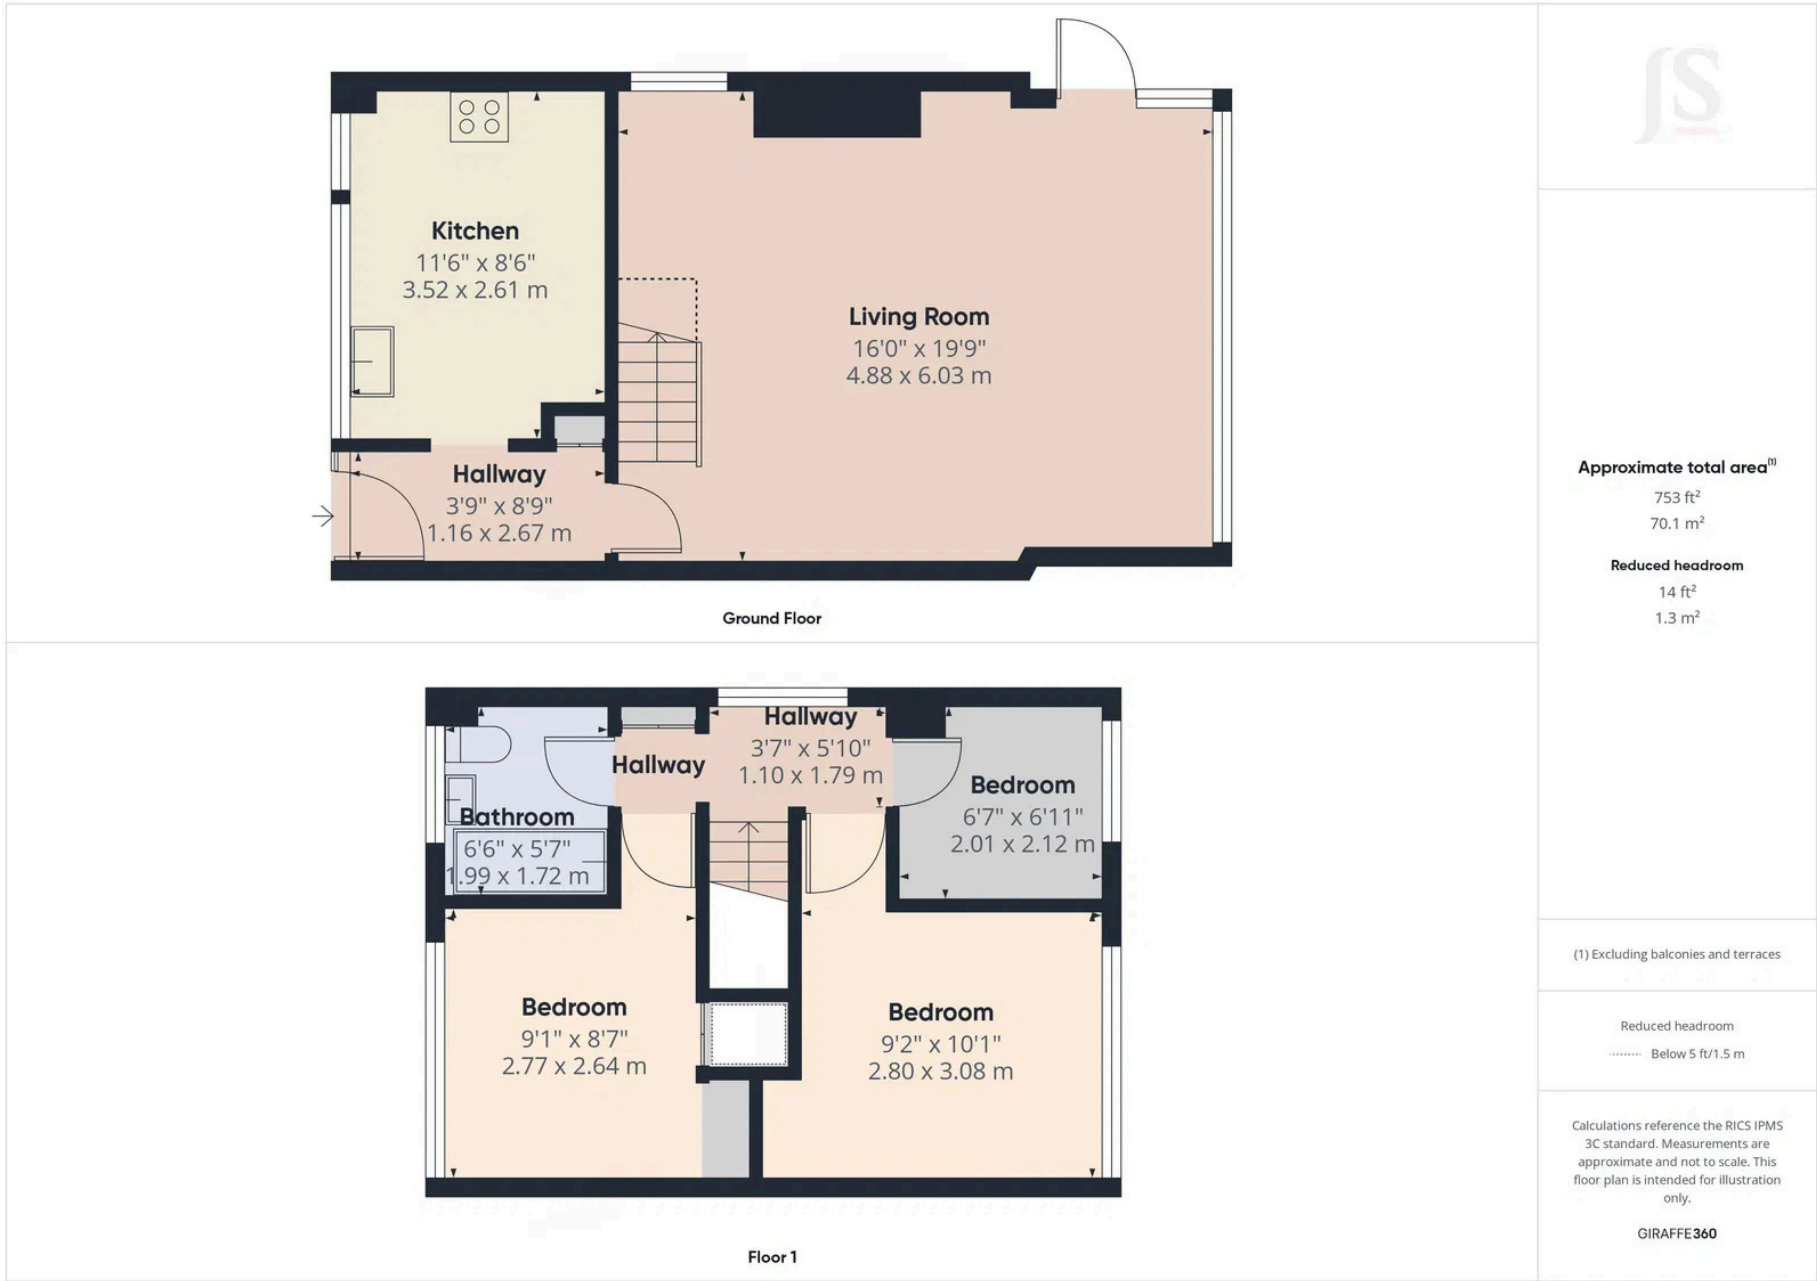 Kitchen
11'6" x 8'6"
3.52 x 2.61 m
Living Room
16'0" x 19'9"
4.88 x 6.03 m
Hallway
3'9" x 8'9"
1.16 x 2.67 m
Ground Floor
Hallway
3'7" x 5'10"
1.10 x 1.79 m
Hallway
Bedroom
6'7" x 6'11"
2.01 x 2.12 m
Bathroom
6'6" x 5'7"
1.99 x 1.72 m
Bedroom
9'1" x 8'7"
2.77 x 2.64 m
Bedroom
9'2" x 10'1"
2.80 x 3.08 m
Floor 1
JS
Approximate total area(1)
753 ft²
70.1 m²
Reduced headroom
14 ft²
1.3 m²
(1) Excluding balconies and terraces
Reduced headroom
Below 5 ft/1.5 m
Calculations reference the RICS IPMS
3C standard. Measurements are
approximate and not to scale. This
floor plan is intended for illustration
only.
GIRAFFE360